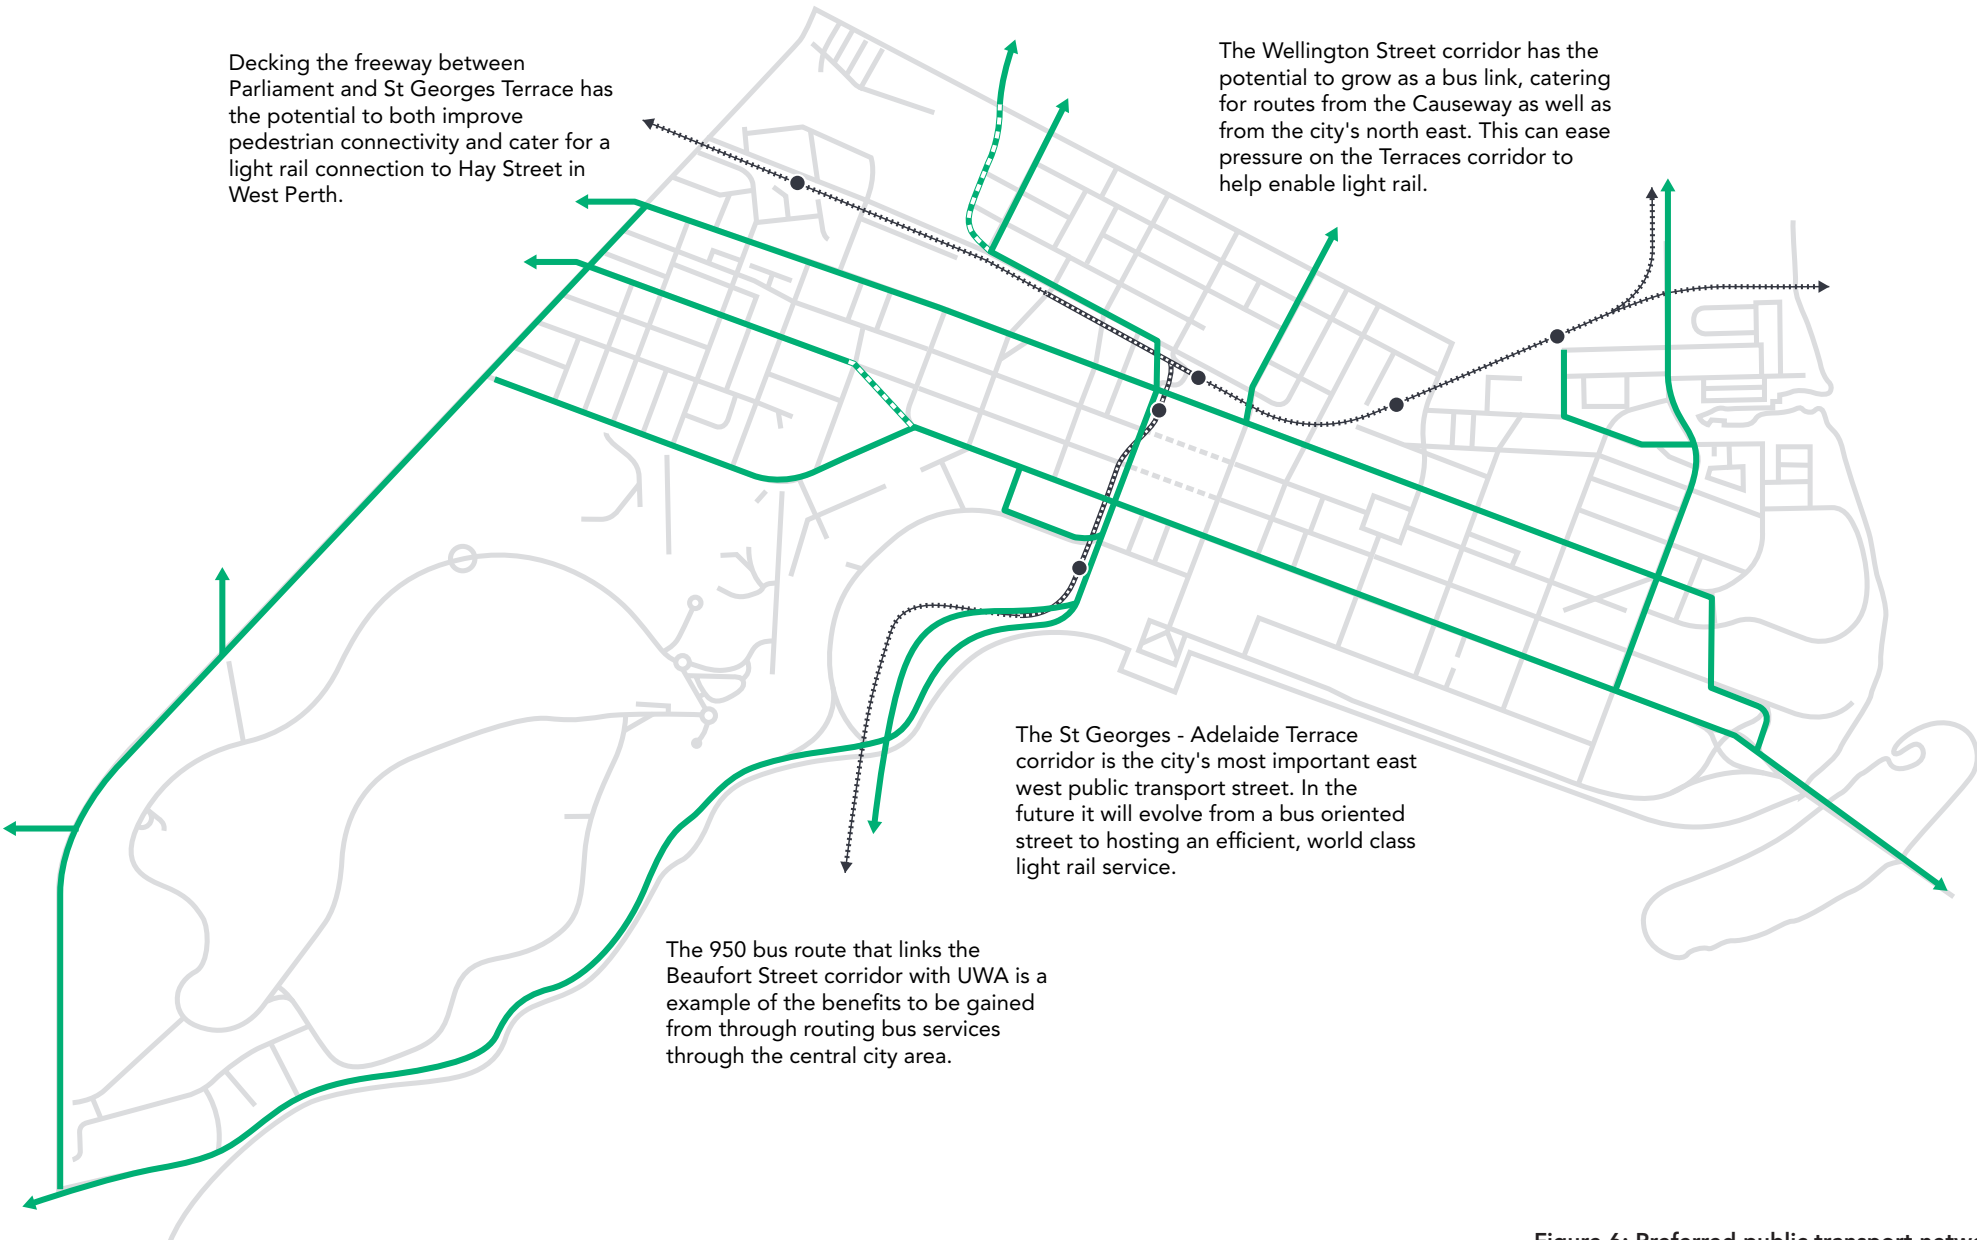 Decking the freeway between
Parliament and St Georges Terrace has
the potential to both improve
pedestrian connectivity and cater for a
light rail connection to Hay Street in
West Perth.
The Wellington Street corridor has the
potential to grow as a bus link, catering
for routes from the Causeway as well as
from the city's north east. This can ease
pressure on the Terraces corridor to
help enable light rail.
The St Georges - Adelaide Terrace
corridor is the city's most important east
west public transport street. In the
future it will evolve from a bus oriented
street to hosting an efficient, world class
light rail service.
The 950 bus route that links the
Beaufort Street corridor with UWA is a
example of the benefits to be gained
from through routing bus services
through the central city area.
Figure 6: Preferred public transport